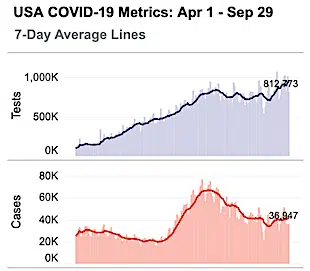 USA COVID-19 Metrics: Apr 1 - Sep 29
7-Day Average Lines
1,000K
812,773
Tests
500K
0K
80K
60K
Cases
36,947
40K
20K
0K